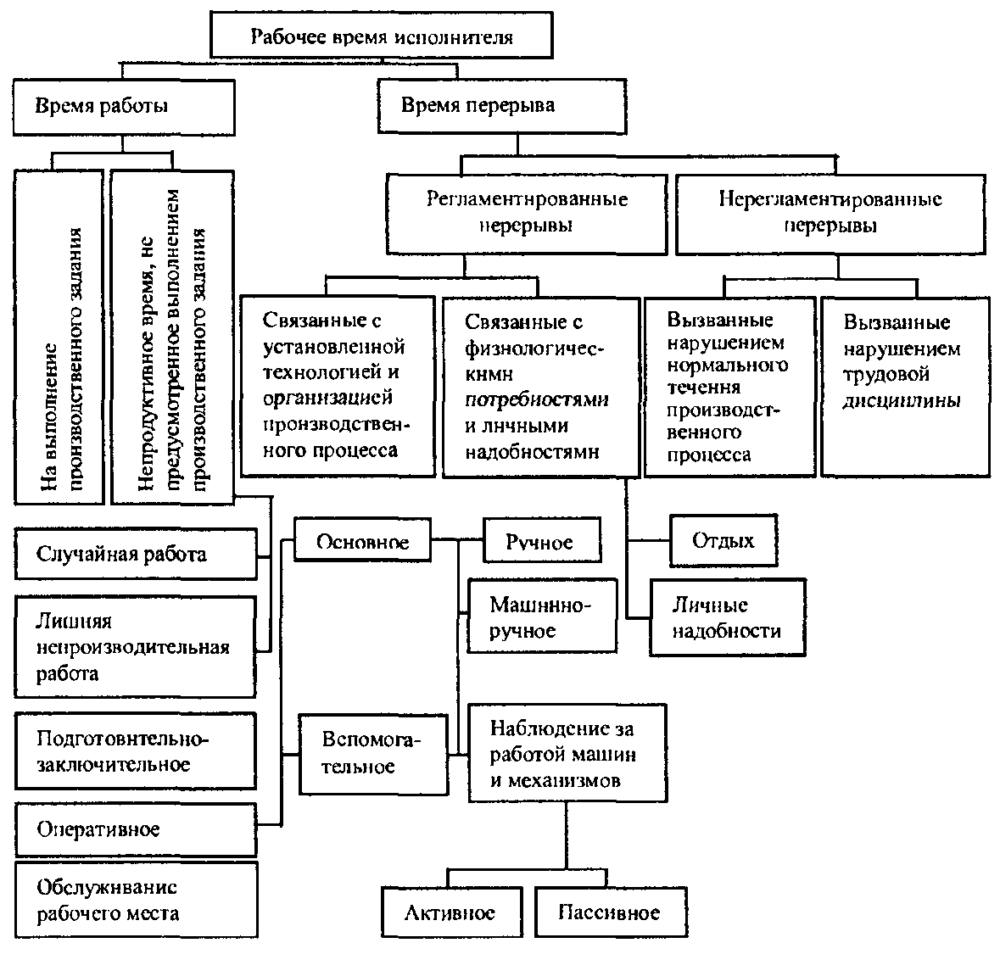 Рабочее время исполнителя
Время работы
Время перерыва
На выполнение
производственного задания
Непродуктивное время, не
предусмотренное выполнением
производственного задания
Регламентированные
перерывы
Нерегламентированные
перерывы
Связанные с
установленной
технологией и
организацией
производствен-
ного процесса
Связанные с
физиологичес-
кими
потребностями
и личными
надобностями
Вызванные
нарушением
нормального
течения
производст-
венного
процесса
Вызванные
нарушением
трудовой
дисциплины
Случайная работа
Основное
Ручное
Отдых
Лишняя
непроизводительная
работа
Машинно-
ручное
Личные
надобности
Подготовительно-
заключительное
Вспомога-
тельное
Наблюдение за
работой машин
и механизмов
Оперативное
Обслуживание
рабочего места
Активное
Пассивное